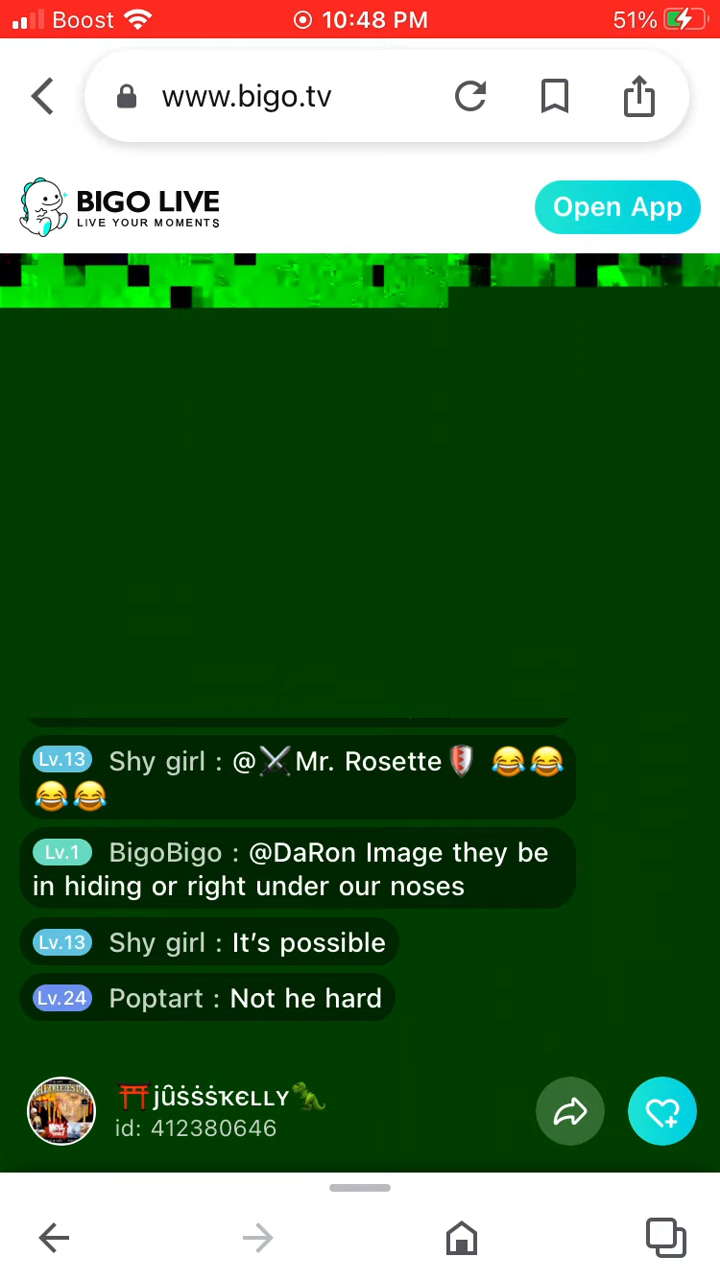 Boost 10:48 PM 51%
www.bigo.tv
BIGO LIVE
LIVE YOUR MOMENTS
Open App
Lv.13 Shy girl : @⚔️Mr. Rosette🛡️ 😂😂
😂😂
Lv.1 BigoBigo : @DaRon Image they be
in hiding or right under our noses
Lv.13 Shy girl : It's possible
Lv.24 Poptart : Not he hard
⛩️jȗṡṡṡҡєʟʟʏ🦖
id: 412380646